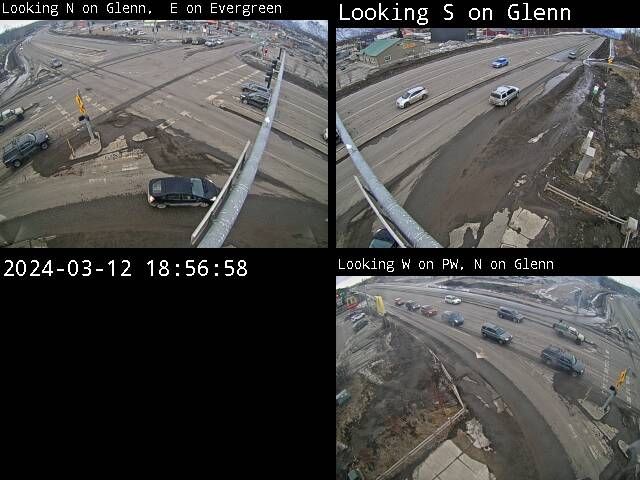 Looking N on Glenn, E on Evergreen
Looking S on Glenn
2024-03-12 18:56:58
Looking W on PW, N on Glenn